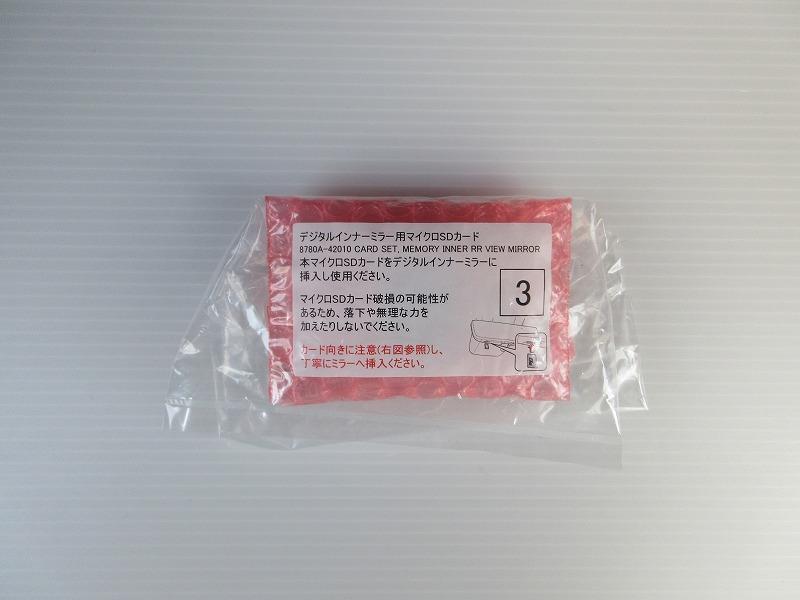 デジタルインナーミラー用マイクロSDカード
8780A-42010 CARD SET, MEMORY INNER RR VIEW MIRROR
本マイクロSDカードをデジタルインナーミラーに
挿入し使用ください。
3
マイクロSDカード破損の可能性が
あるため、落下や無理な力を
加えたりしないでください。
カード向きに注意(右図参照)し、
丁寧にミラーへ挿入ください。